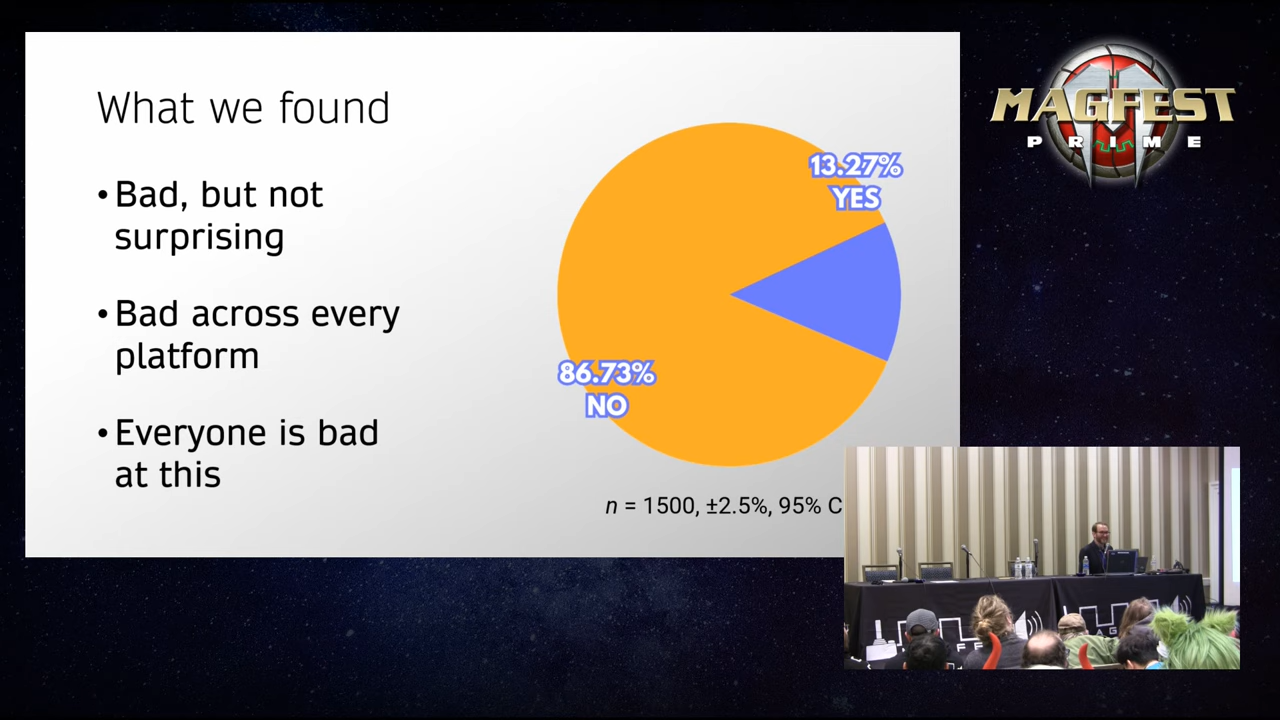 What we found
• Bad, but not
surprising
• Bad across every
platform
• Everyone is bad
at this
13.27%
YES
86.73%
NO
n = 1500, ±2.5%, 95% C
MAGFEST
PRIME